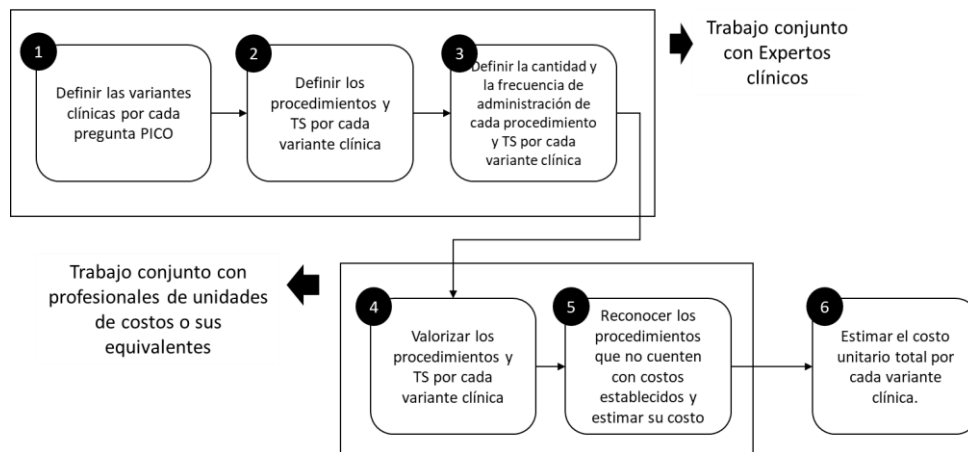 1
Definir las variantes
clínicas por cada
pregunta PICO
2
Definir los
procedimientos y
TS por cada
variante clínica
3
Definir la cantidad y
la frecuencia de
administración de
cada procedimiento
y TS por cada
variante clínica
Trabajo conjunto
con Expertos
clínicos
Trabajo conjunto con
profesionales de unidades
de costos o sus
equivalentes
4
Valorizar los
procedimientos y
TS por cada
variante clínica
5
Reconocer los
procedimientos
que no cuenten
con costos
establecidos y
estimar su costo
6
Estimar el costo
unitario total por
cada variante
clínica.